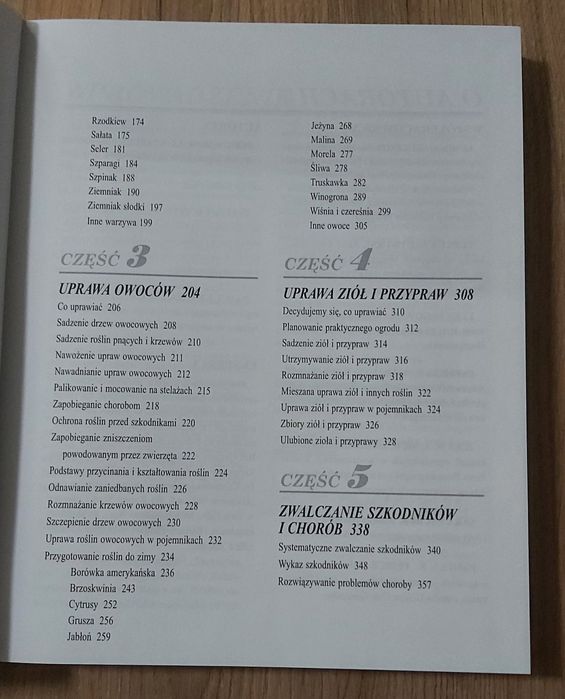 Rzodkiew 174
Sałata 175
Seler 181
Szparagi 184
Szpinak 188
Ziemniak 190
Ziemniak słodki 197
Inne warzywa 199
CZĘŚĆ 3
UPRAWA OWOCÓW 204
Co uprawiać 206
Sadzenie drzew owocowych 208
Sadzenie roślin pnących i krzewów 210
Nawożenie upraw owocowych 211
Nawadnianie upraw owocowych 212
Palikowanie i mocowanie na stelażach 215
Zapobieganie chorobom 218
Ochrona roślin przed szkodnikami 220
Zapobieganie zniszczeniom
powodowanym przez zwierzęta 222
Podstawy przycinania i kształtowania roślin 224
Odnawianie zaniedbanych roślin 226
Rozmnażanie krzewów owocowych 228
Szczepienie drzew owocowych 230
Uprawa roślin owocowych w pojemnikach 232
Przygotowanie roślin do zimy 234
Borówka amerykańska 236
Brzoskwinia 243
Cytrusy 252
Grusza 256
Jabłoń 259
Jeżyna 268
Malina 269
Morela 277
Śliwa 278
Truskawka 282
Winogrona 289
Wiśnia i czereśnia 299
Inne owoce 305
CZĘŚĆ 4
UPRAWA ZIÓŁ I PRZYPRAW 308
Decydujemy się, co uprawiać 310
Planowanie praktycznego ogrodu 312
Sadzenie ziół i przypraw 314
Utrzymywanie ziół i przypraw 316
Rozmnażanie ziół i przypraw 318
Mieszana uprawa ziół i innych roślin 322
Uprawa ziół i przypraw w pojemnikach 324
Zbiory ziół i przypraw 326
Ulubione zioła i przyprawy 328
CZĘŚĆ 5
ZWALCZANIE SZKODNIKÓW
I CHORÓB 338
Systematyczne zwalczanie szkodników 340
Wykaz szkodników 348
Rozwiązywanie problemów choroby 357